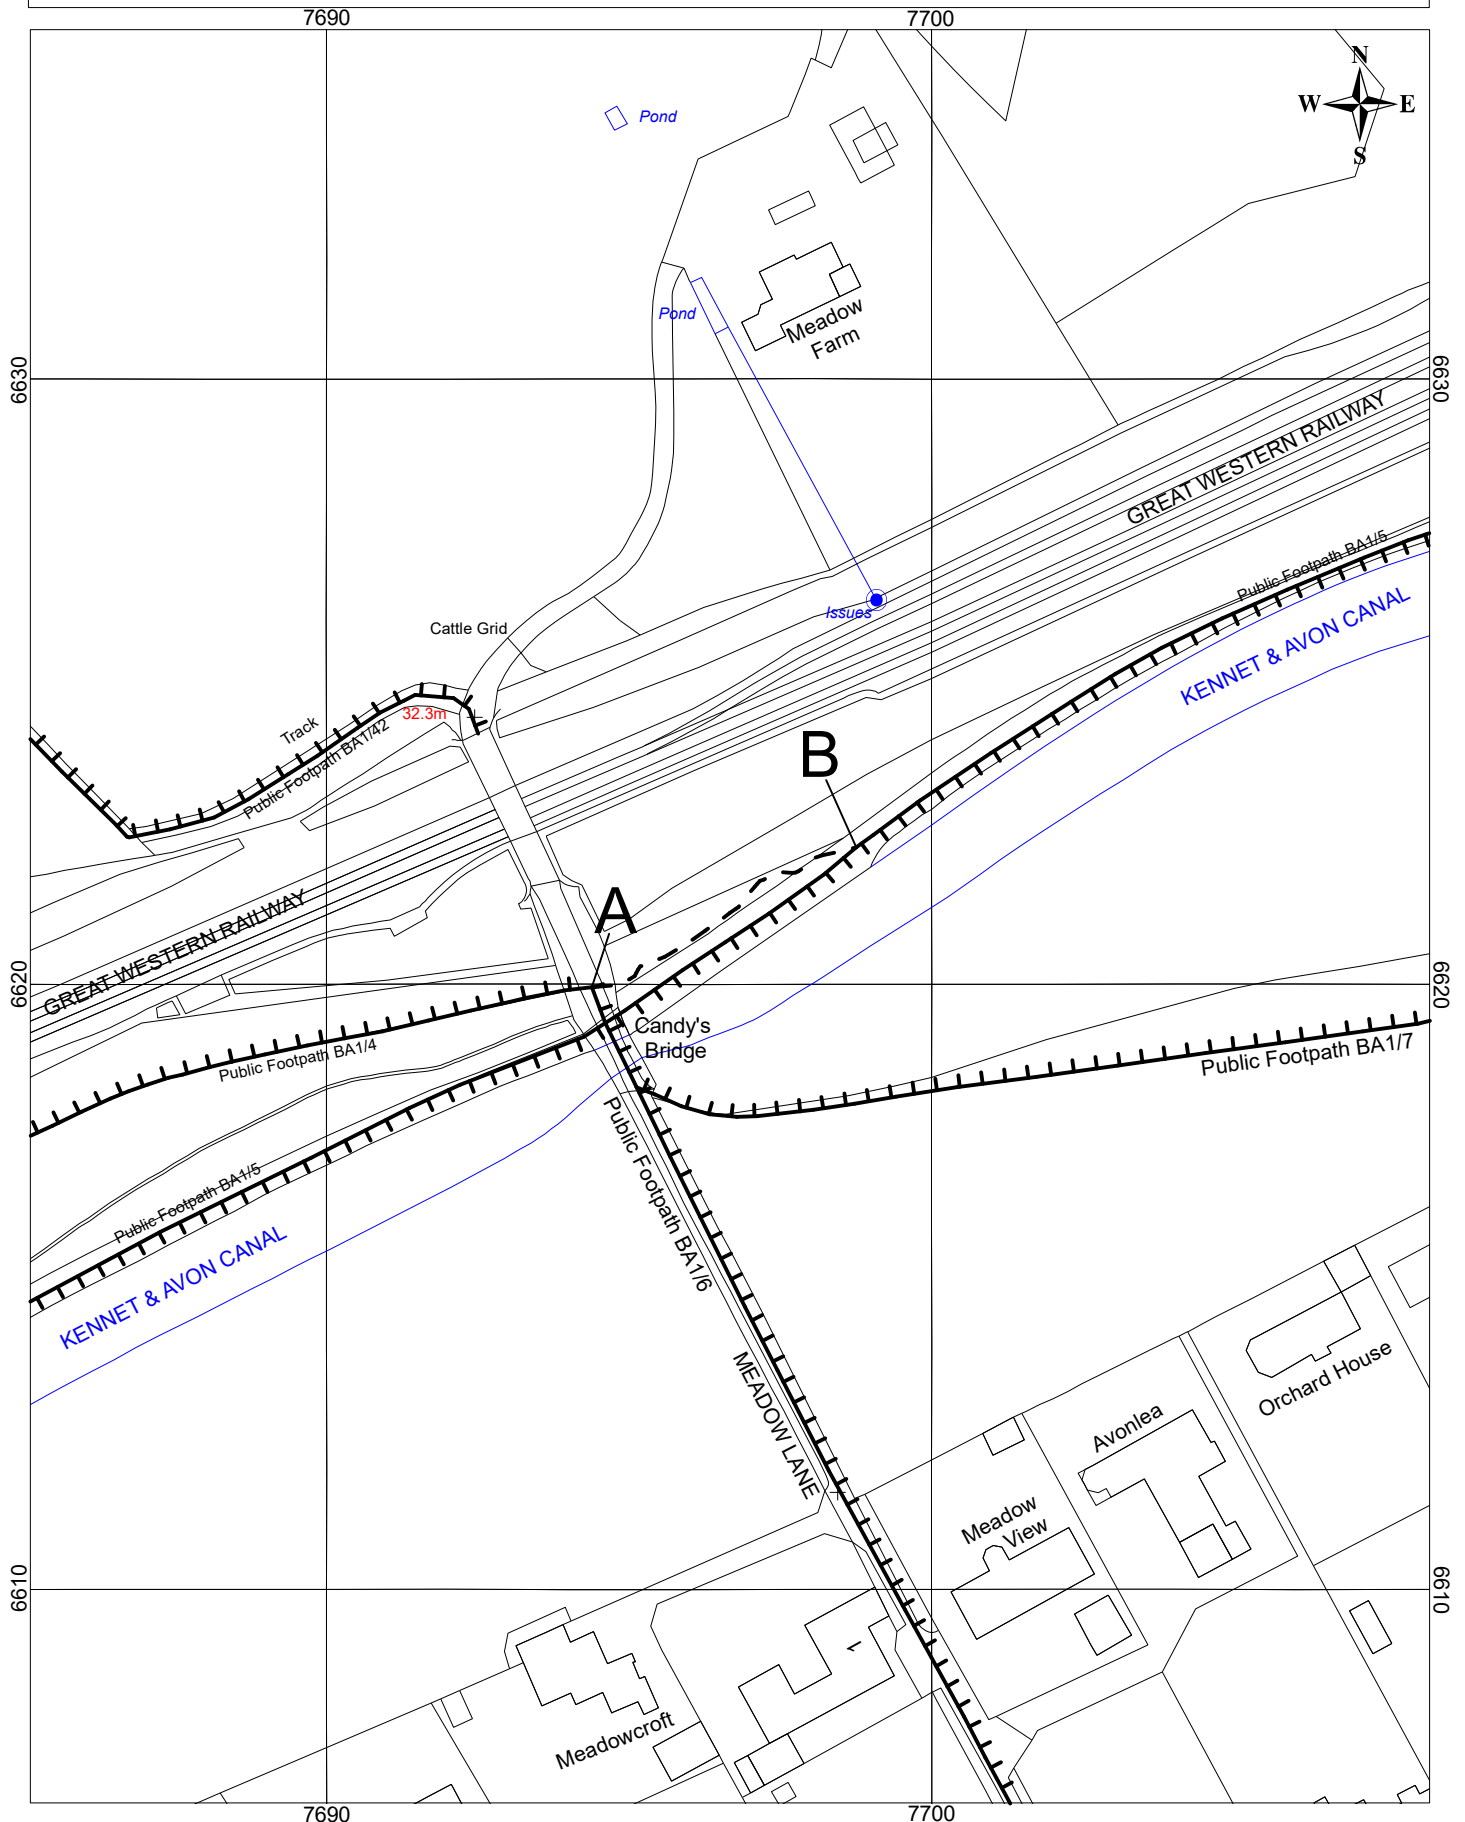 7690
7700
N
W
E
S
Pond
Pond
Meadow
Farm
6630
6630
GREAT WESTERN RAILWAY
Public Footpath BA1/5
Issues
KENNET & AVON CANAL
Cattle Grid
32.3m
Track
Public Footpath BA1/42
B
A
GREAT WESTERN RAILWAY
6620
6620
Candy's
Bridge
Public Footpath BA1/4
Public Footpath BA1/7
Public Footpath BA1/6
Public Footpath BA1/5
KENNET & AVON CANAL
MEADOW LANE
Orchard House
Avonlea
Meadow
View
6610
6610
1
Meadowcroft
7690
7700